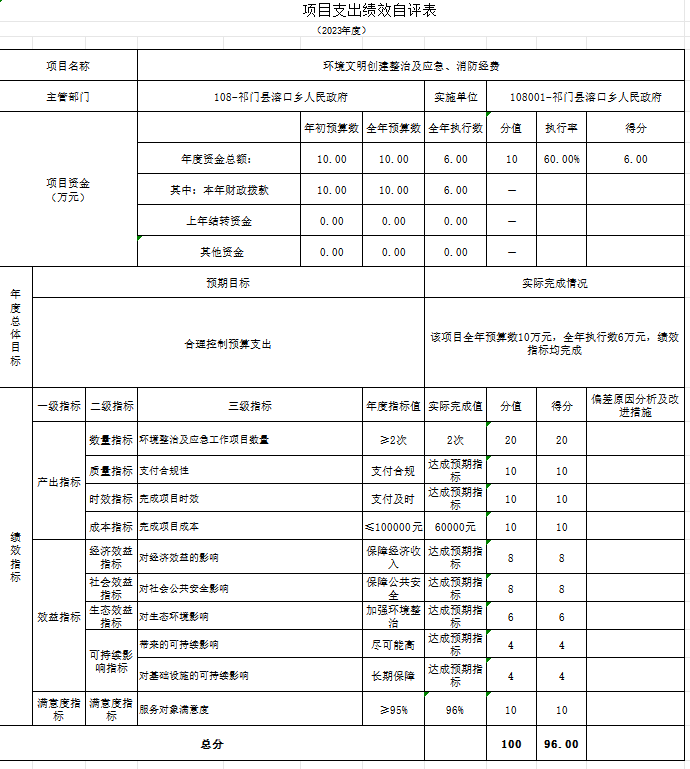 项目支出绩效自评表
（2023年度）
项目名称 环境文明创建整治及应急、消防经费
主管部门 108-祁门县溶口乡人民政府 实施单位 108001-祁门县溶口乡人民政府
项目资金
（万元）
年初预算数 全年预算数 全年执行数 分值 执行率 得分
年度资金总额： 10.00 10.00 6.00 10 60.00% 6.00
其中：本年财政拨款 10.00 10.00 6.00 —
上年结转资金 0.00 0.00 0.00 —
其他资金 0.00 0.00 0.00 —
年度总体目标
预期目标 实际完成情况
合理控制预算支出
该项目全年预算数10万元，全年执行数6万元，绩效
指标均完成
绩效指标
一级指标 二级指标 三级指标 年度指标值 实际完成值 分值 得分
偏差原因分析及改
进措施
产出指标
数量指标 环境整治及应急工作项目数量 ≥2次 2次 20 20
质量指标 支付合规性 支付合规
达成预期指
标
10 10
时效指标 完成项目时效 支付及时
达成预期指
标
10 10
成本指标 完成项目成本 ≤100000元 60000元 10 10
效益指标
经济效益
指标
对经济效益的影响
保障经济收
入
达成预期指
标
8 8
社会效益
指标
对社会公共安全影响
保障公共安
全
达成预期指
标
8 8
生态效益
指标
对生态环境影响
加强环境整
治
达成预期指
标
6 6
可持续影
响指标
带来的可持续影响 尽可能高
达成预期指
标
4 4
对基础设施的可持续影响 长期保障
达成预期指
标
4 4
满意度指
标
满意度指
标
服务对象满意度 ≥95% 96% 10 10
总分 100 96.00